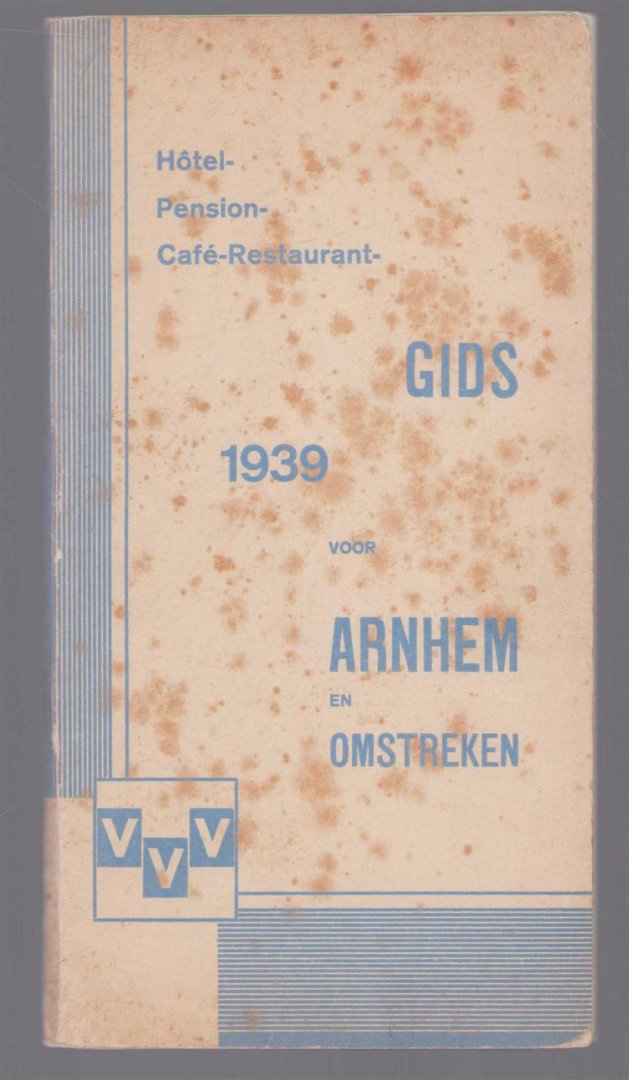 Hôtel-
Pension-
Café-Restaurant-
GIDS
1939
VOOR
ARNHEM
EN
OMSTREKEN
VVV